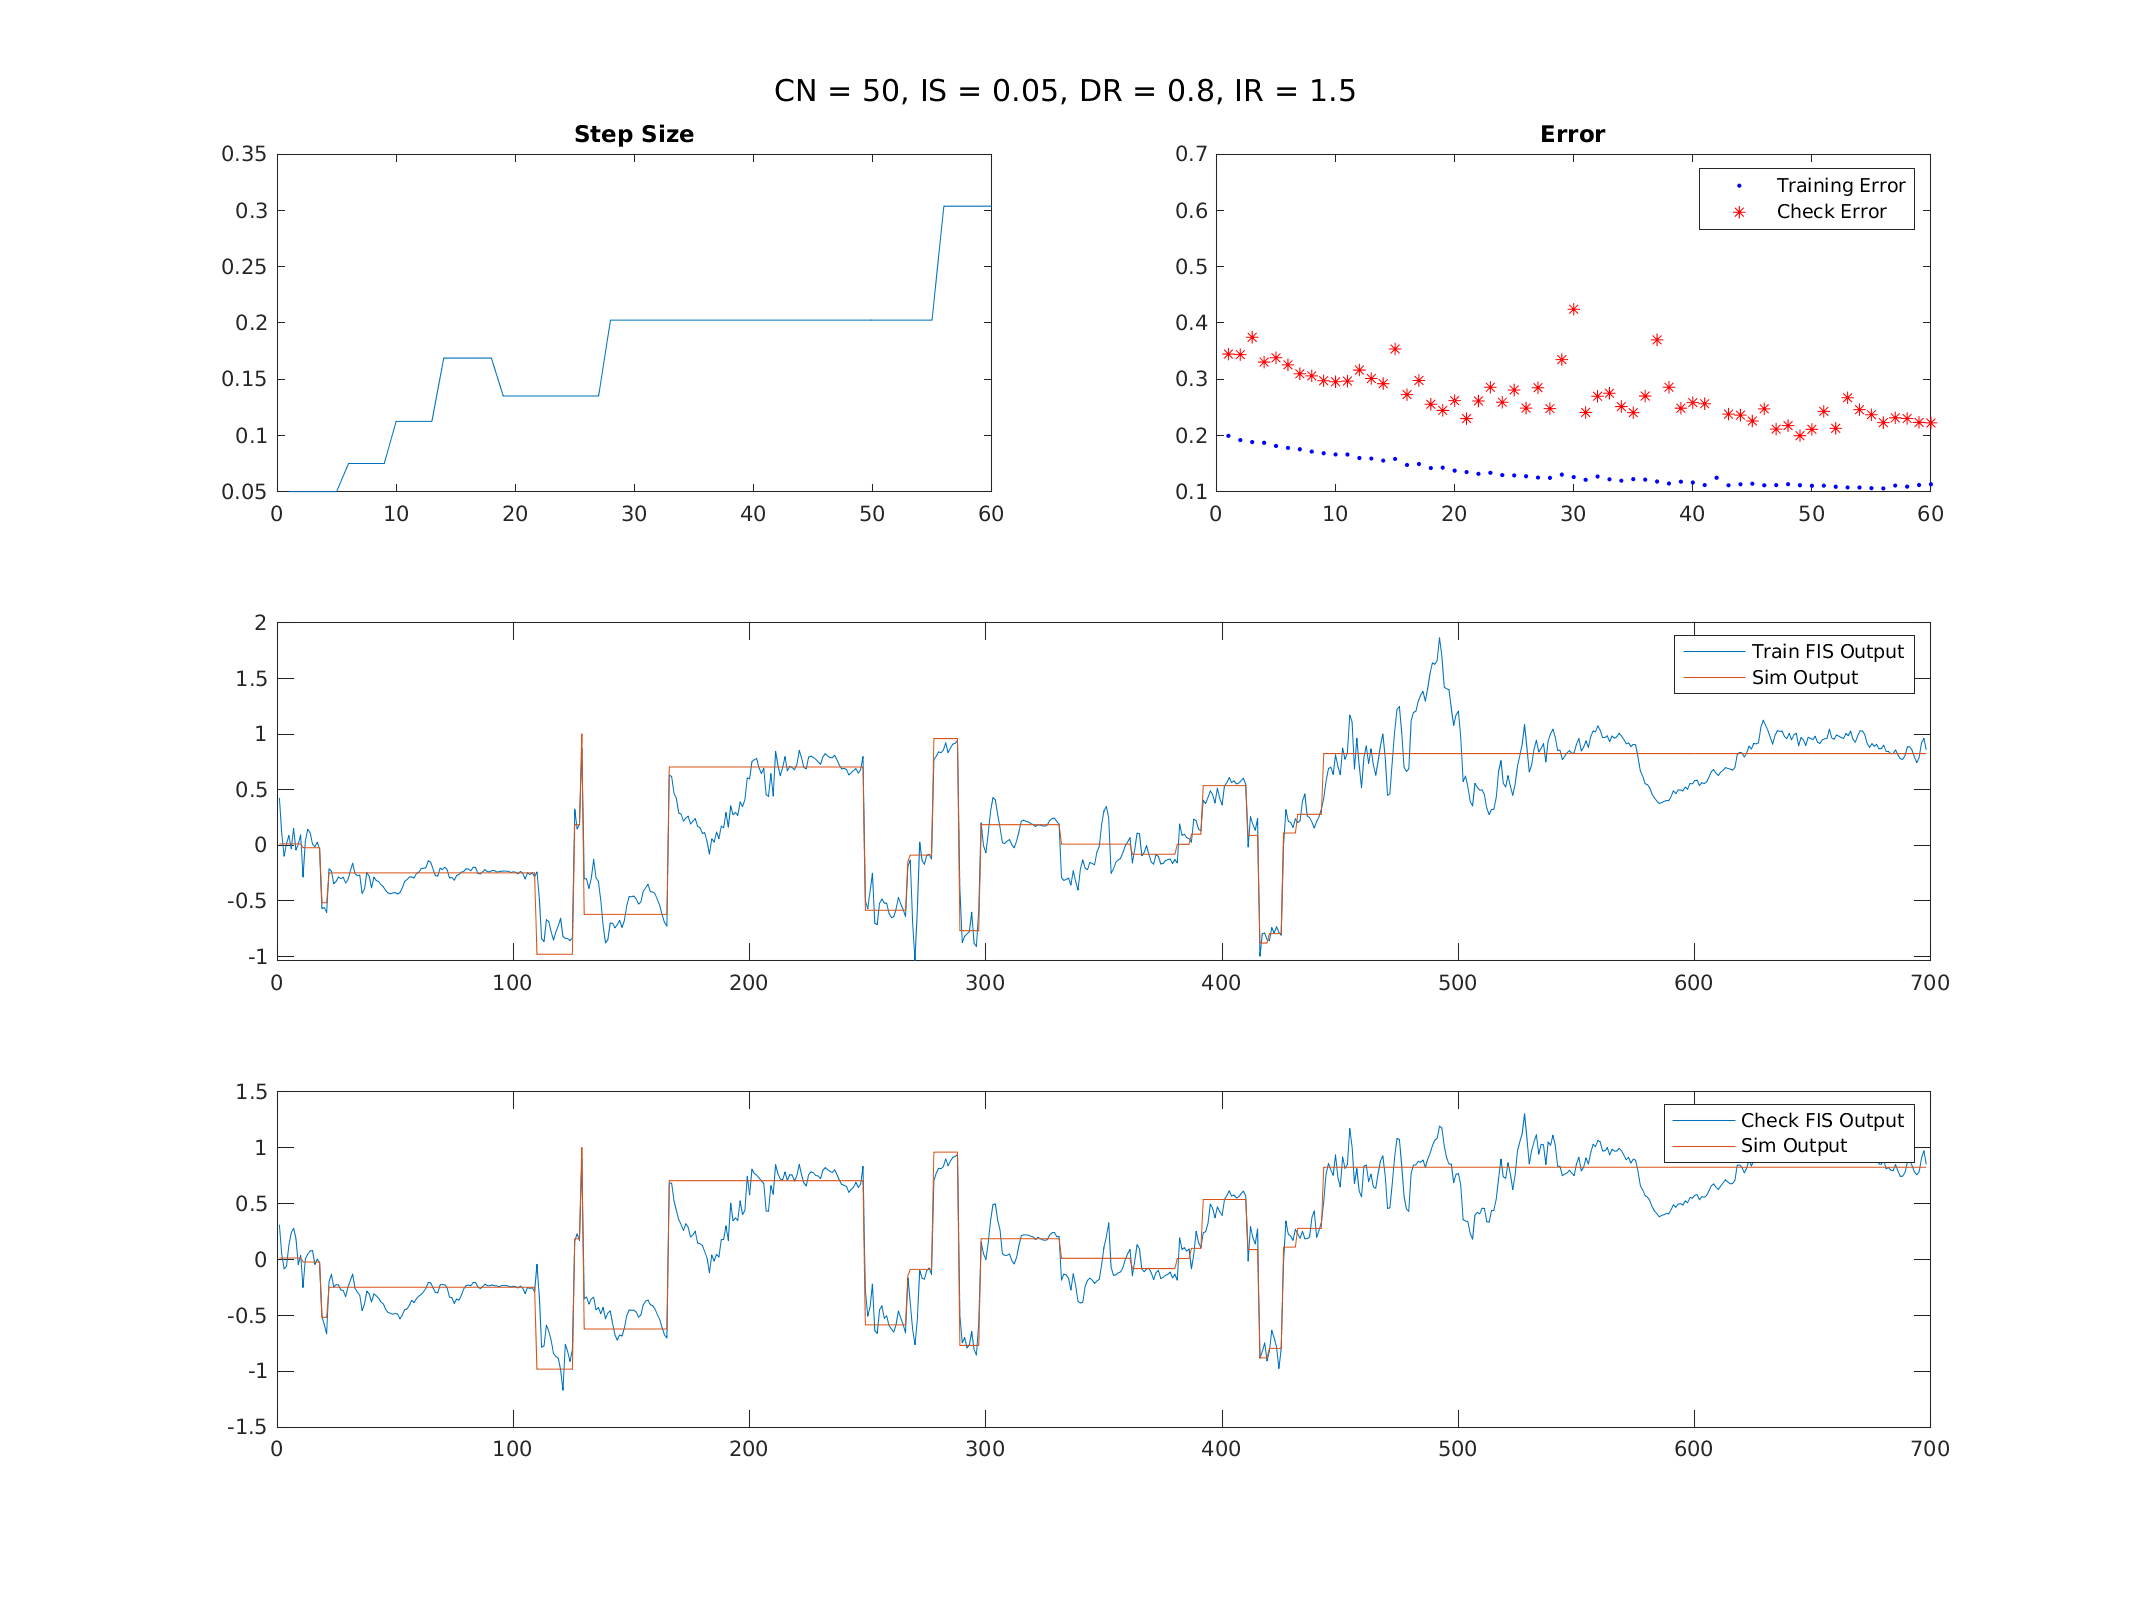 CN = 50, IS = 0.05, DR = 0.8, IR = 1.5
Step Size
0.35
0.3
0.25
0.2
0.15
0.1
0.05
0 10 20 30 40 50 60
Error
0.7
0.6
0.5
0.4
0.3
0.2
0.1
0 10 20 30 40 50 60
Training Error
Check Error
2
1.5
1
0.5
0
-0.5
-1
0 100 200 300 400 500 600 700
Train FIS Output
Sim Output
1.5
1
0.5
0
-0.5
-1
-1.5
0 100 200 300 400 500 600 700
Check FIS Output
Sim Output